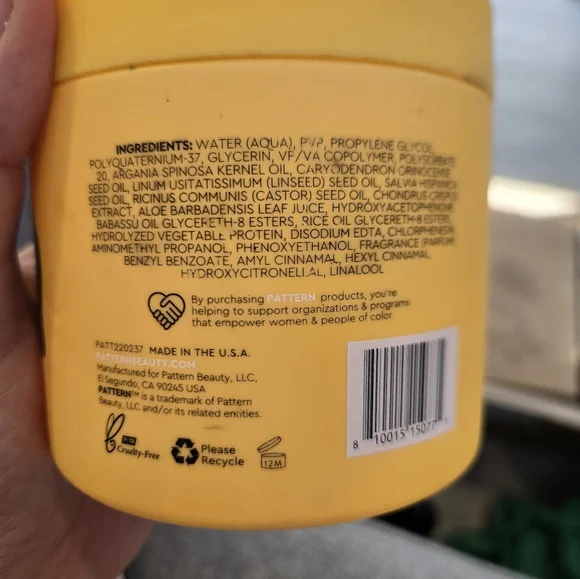 INGREDIENTS: WATER (AQUA), PVP, PROPYLENE GLYCOL,
POLYQUATERNIUM-37, GLYCERIN, VP/VA COPOLYMER, POLYSORBATE
20, ARGANIA SPINOSA KERNEL OIL, CARYODENDRON ORINOCENSE
SEED OIL, LINUM USITATISSIMUM (LINSEED) SEED OIL, SALVIA HISPANICA
SEED OIL, RICINUS COMMUNIS (CASTOR) SEED OIL, CHONDRUS CRISPUS
EXTRACT, ALOE BARBADENSIS LEAF JUICE, HYDROXYACETOPHENONE,
BABASSU OIL GLYCERETH-8 ESTERS, RICE OIL GLYCERETH-8 ESTERS,
HYDROLYZED VEGETABLE PROTEIN, DISODIUM EDTA, CHLORPHENESIN,
AMINOMETHYL PROPANOL, PHENOXYETHANOL, FRAGRANCE (PARFUM),
BENZYL BENZOATE, AMYL CINNAMAL, HEXYL CINNAMAL,
HYDROXYCITRONELLAL, LINALOOL
By purchasing PATTERN products, you're
helping to support organizations & programs
that empower women & people of color.
PATT220237 MADE IN THE U.S.A.
PATTERNBEAUTY.COM
Manufactured for Pattern Beauty, LLC,
El Segundo, CA 90245 USA
PATTERN™ is a trademark of Pattern
Beauty, LLC and/or its related entities.
Cruelty-Free
Please
Recycle
12M
8 10015 15077